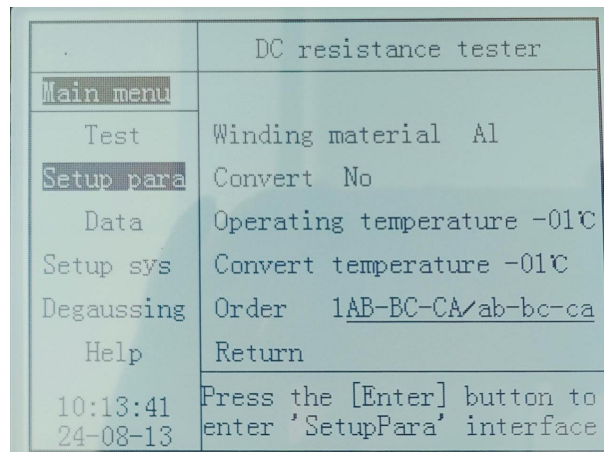 DC resistance tester
Main menu
Test
Setup para
Data
Setup sys
Degaussing
Help
10:13:41
24-08-13
Winding material Al
Convert No
Operating temperature -01℃
Convert temperature -01℃
Order 1AB-BC-CA/ab-bc-ca
Return
Press the [Enter] button to
enter 'SetupPara' interface